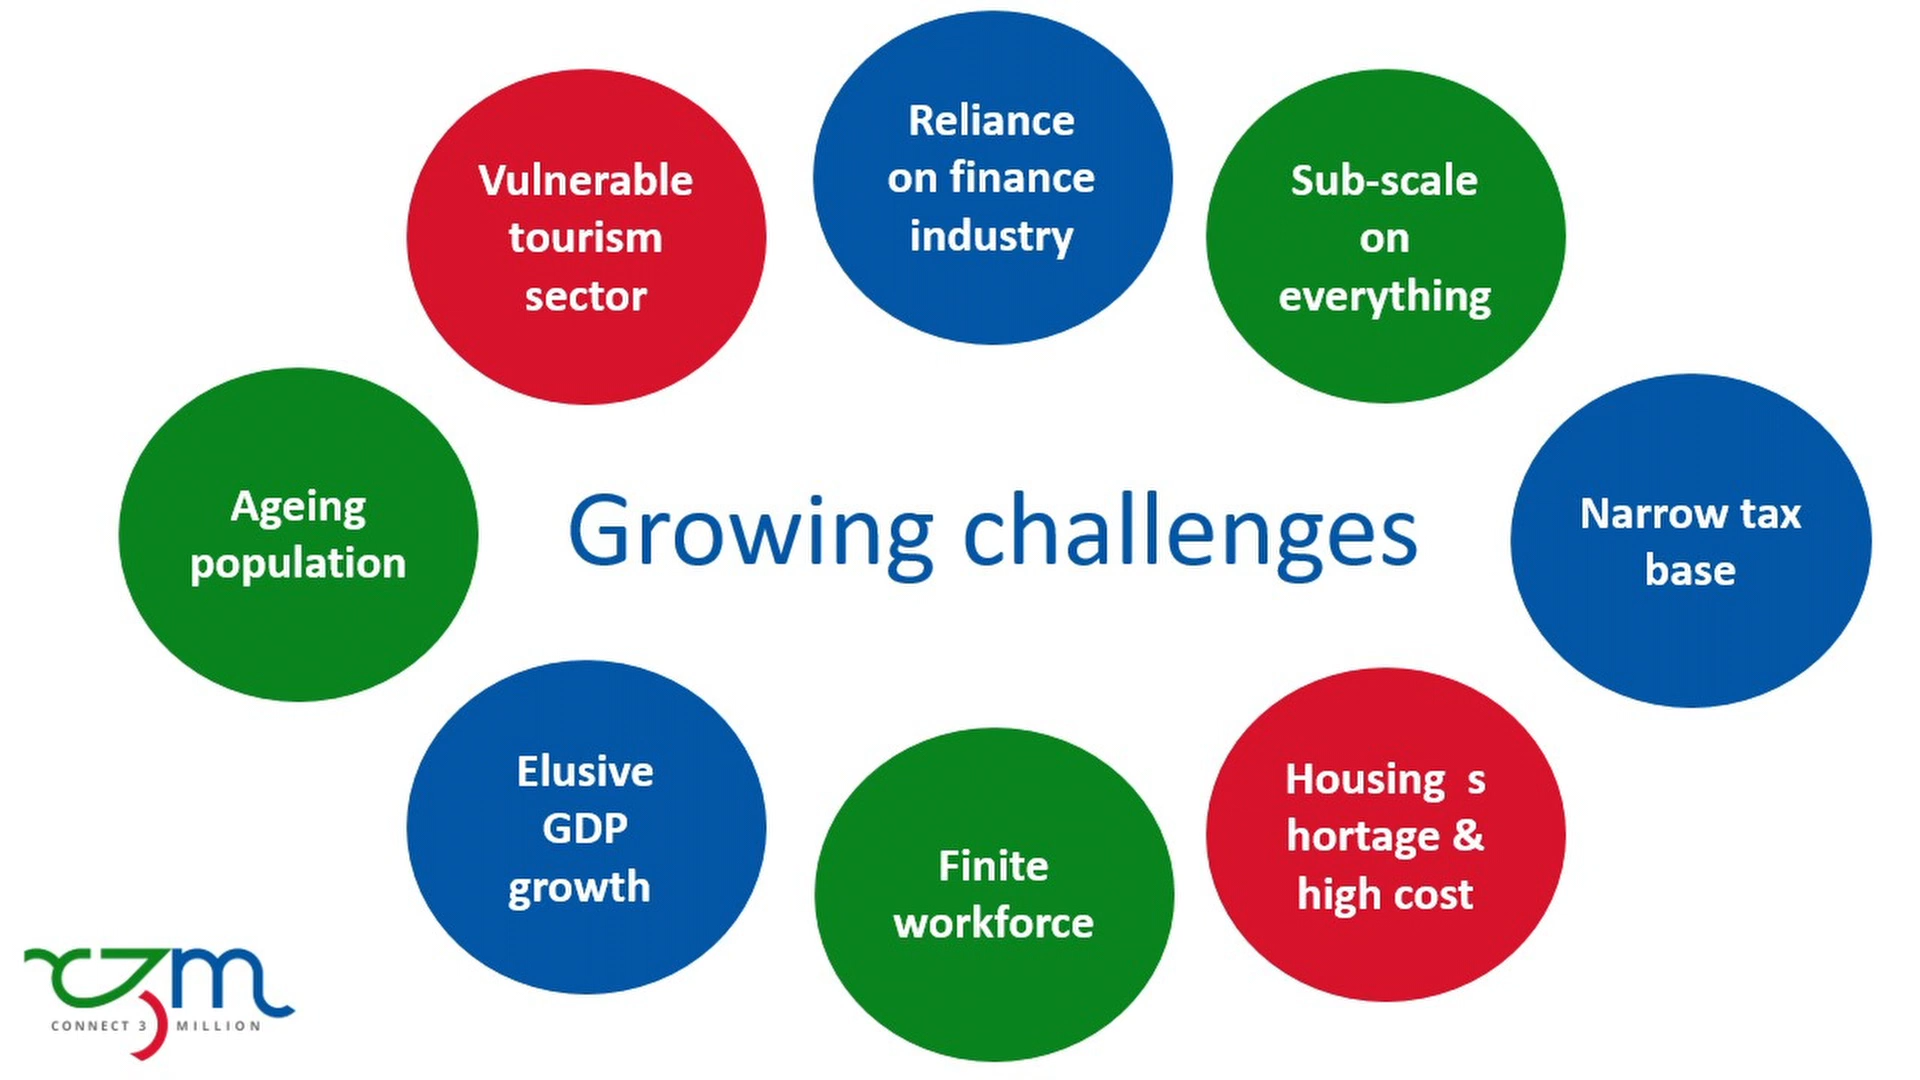 Reliance
on finance
industry
Vulnerable
tourism
sector
Sub-scale
on
everything
Ageing
population
Growing challenges
Narrow tax
base
Elusive
GDP
growth
Finite
workforce
Housing  s
hortage &
high cost
c3m
CONNECT 3 MILLION